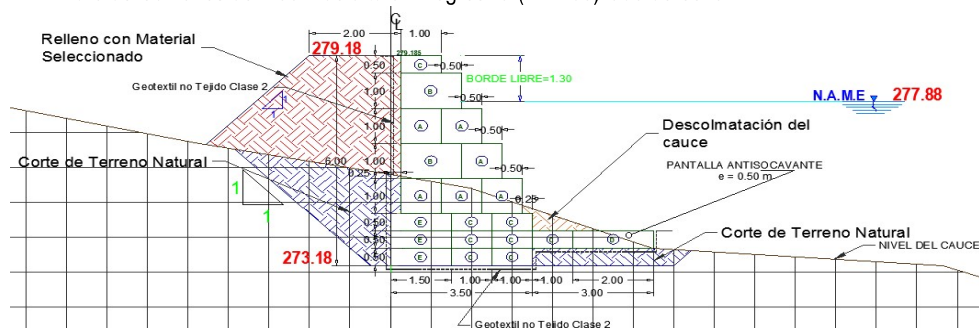 ℄
2.00
1.00
Relleno con Material
Seleccionado
279.18
279.185
0.50
C
0.50
BORDE LIBRE=1.30
Geotextil no Tejido Clase 2
N.A.M.E
277.88
1.00
B
0.50
1
1
1.00
A
A
0.50
Descolmatación del
cauce
PANTALLA ANTISOCAVANTE
e = 0.50 m
Corte de Terreno Natural
6.00
1.00
B
A
0.50
0.25
1
1
1.00
A
A
A
0.25
0.50
E
C
C
0.50
E
C
C
D
D
Corte de Terreno Natural
NIVEL DEL CAUCE
273.18
0.50
E
C
C
1.50
1.00
1.00
1.00
2.00
3.50
3.00
Geotextil no Tejido Clase 2